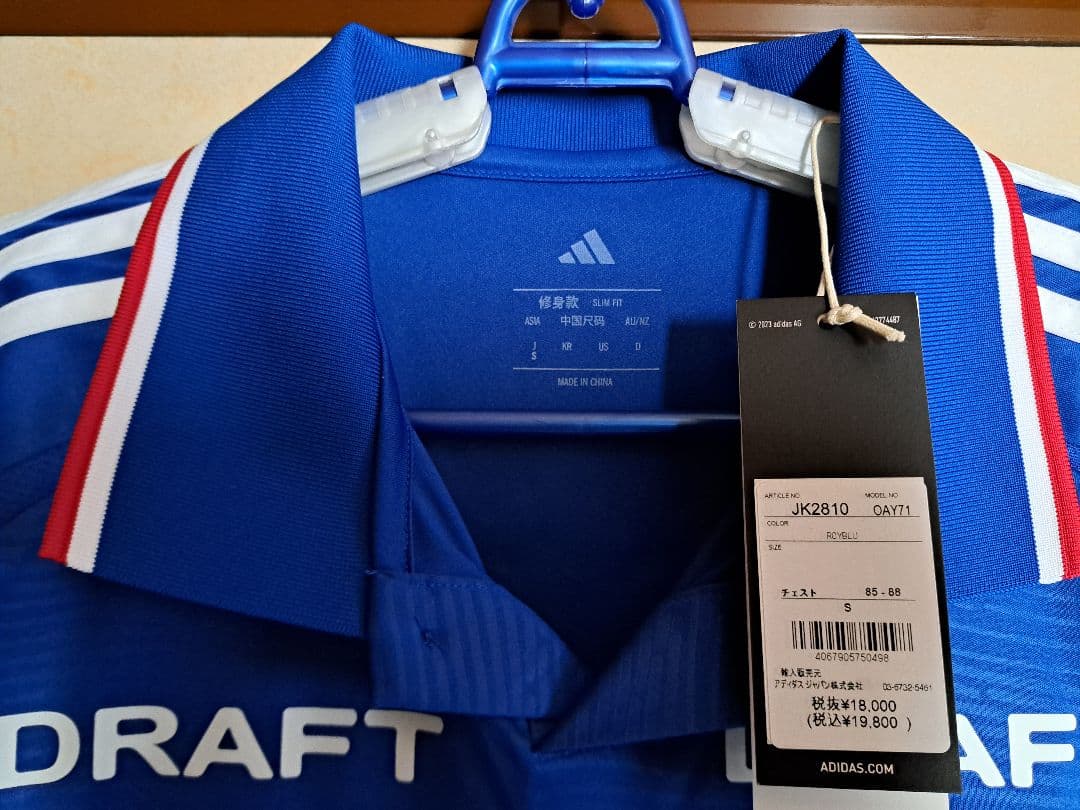 修身款 SLIM FIT
ASIA 中国尺码 AU/NZ
J KR US D
S
MADE IN CHINA
© 2023 adidas AG
ARTICLE NO MODEL NO
JK2810 OAY71
COLOR
ROYBLU
SIZE
チェスト 85 - 88
S
4067905750498
輸入販売元
アディダス ジャパン株式会社 03-6732-5461
税抜¥18,000
(税込¥19,800 )
ADIDAS.COM
DRAFT